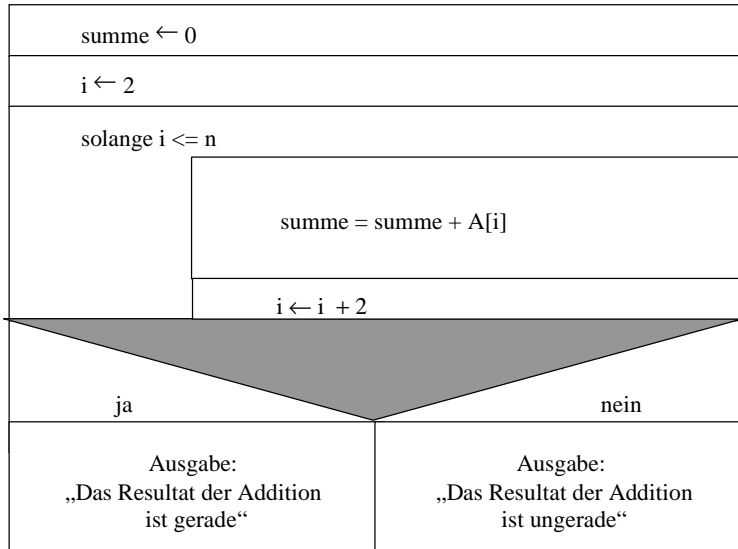 summe ← 0
i ← 2
solange i <= n
summe = summe + A[i]
i ← i + 2
ja
nein
Ausgabe:
„Das Resultat der Addition
ist gerade“
Ausgabe:
„Das Resultat der Addition
ist ungerade“